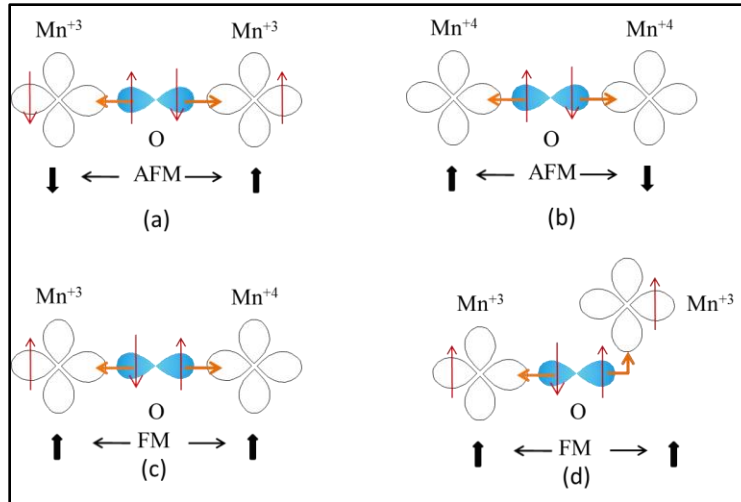 Mn+3 Mn+3
O
AFM
(a)
Mn+4 Mn+4
O
AFM
(b)
Mn+3 Mn+4
O
FM
(c)
Mn+3 Mn+3
O
FM
(d)